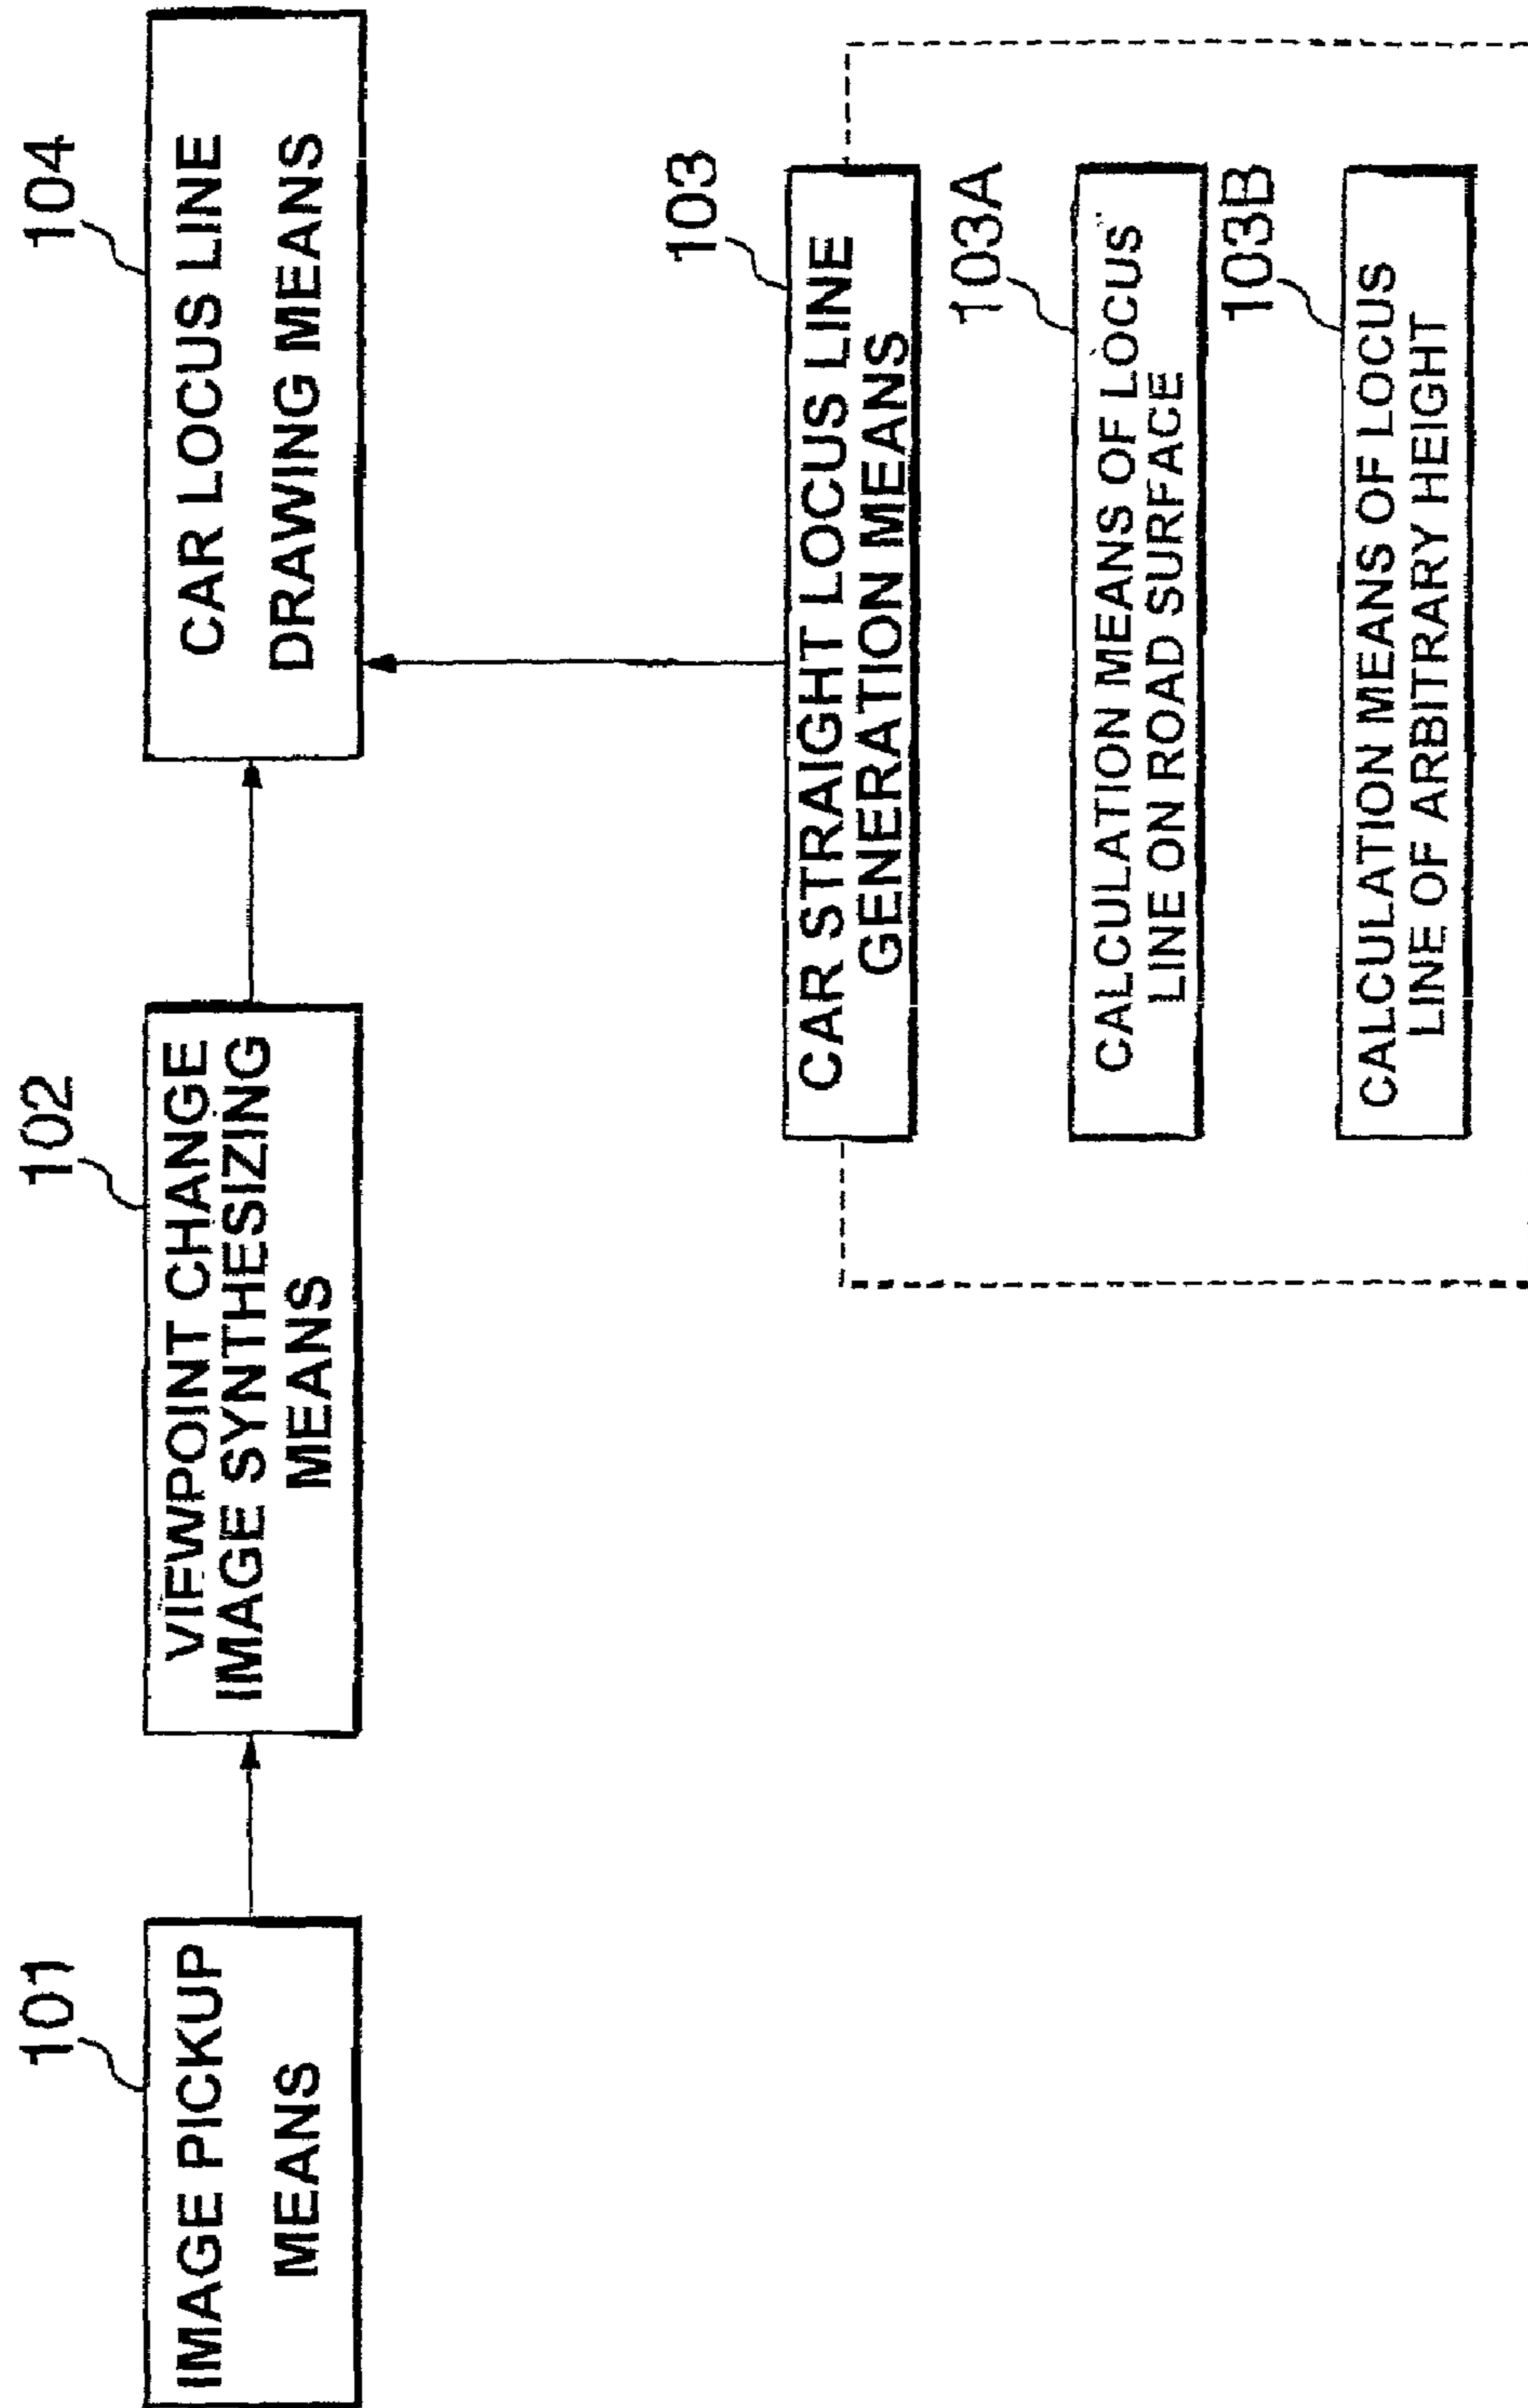 101
IMAGE PICKUP
MEANS
102
VIFWPOINT CHANGE
IMAGE SYNTHESIZING
MEANS
104
CAR LOCUS LINE
DRAWING MEANS
103
CAR STRAIGHT LOCUS LINE
GENERATION MEANS
103A
CALCULATION MEANS OF LOCUS
LINE ON ROAD SURFACE
103B
CALCULATION MEANS OF LOCUS
LINE OF ARBITRARY HEIGHT